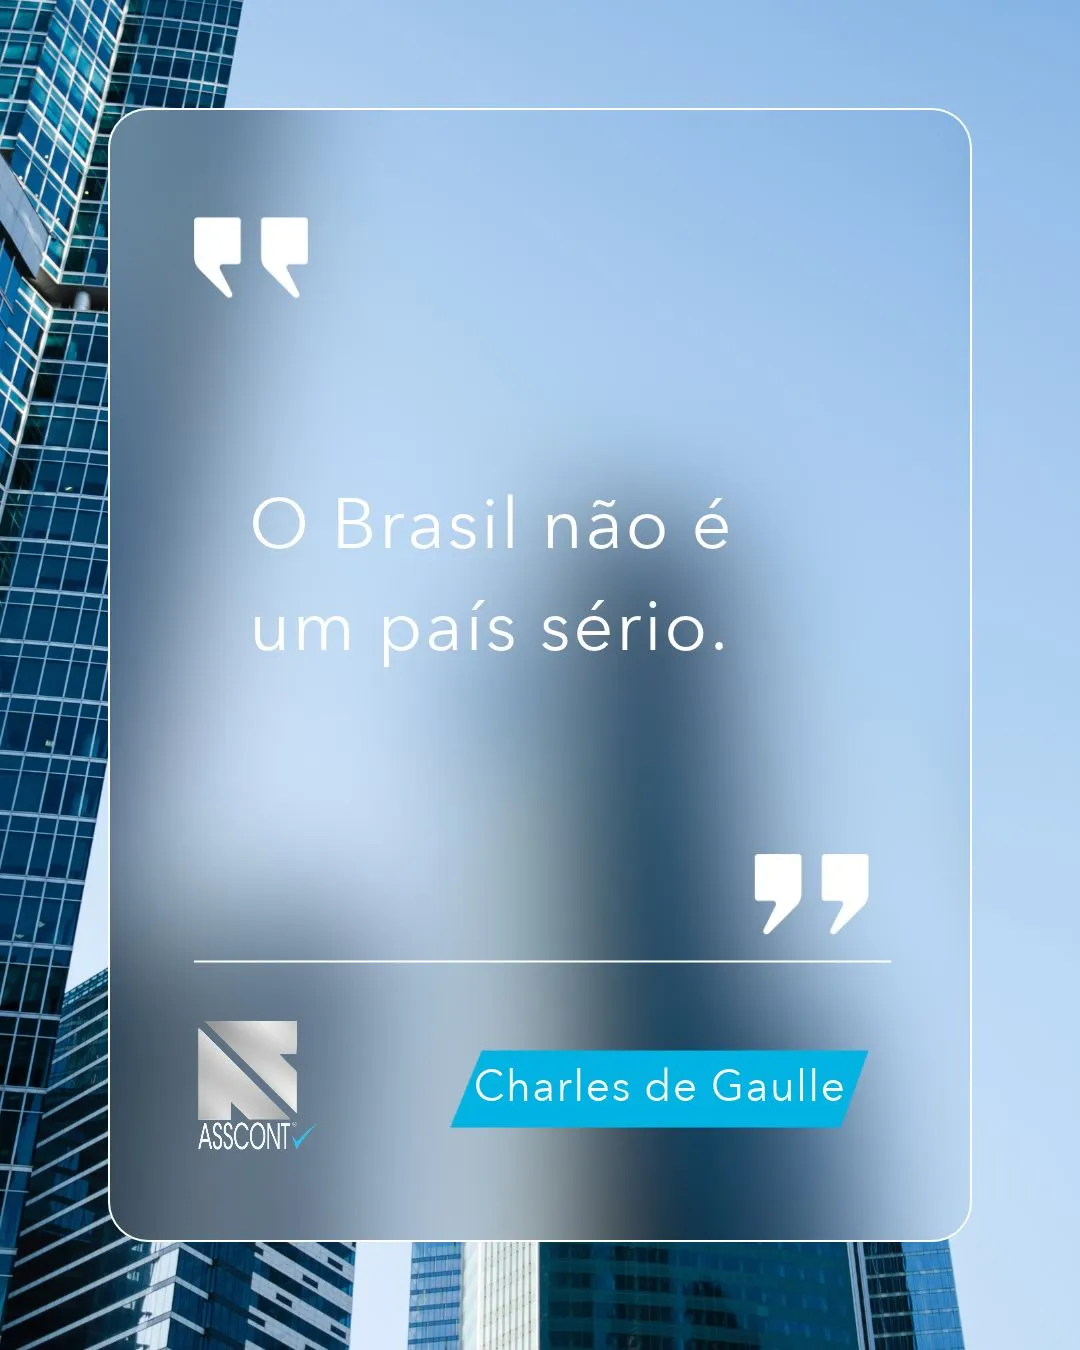 O Brasil não é
um país sério.
ASSCONT
Charles de Gaulle